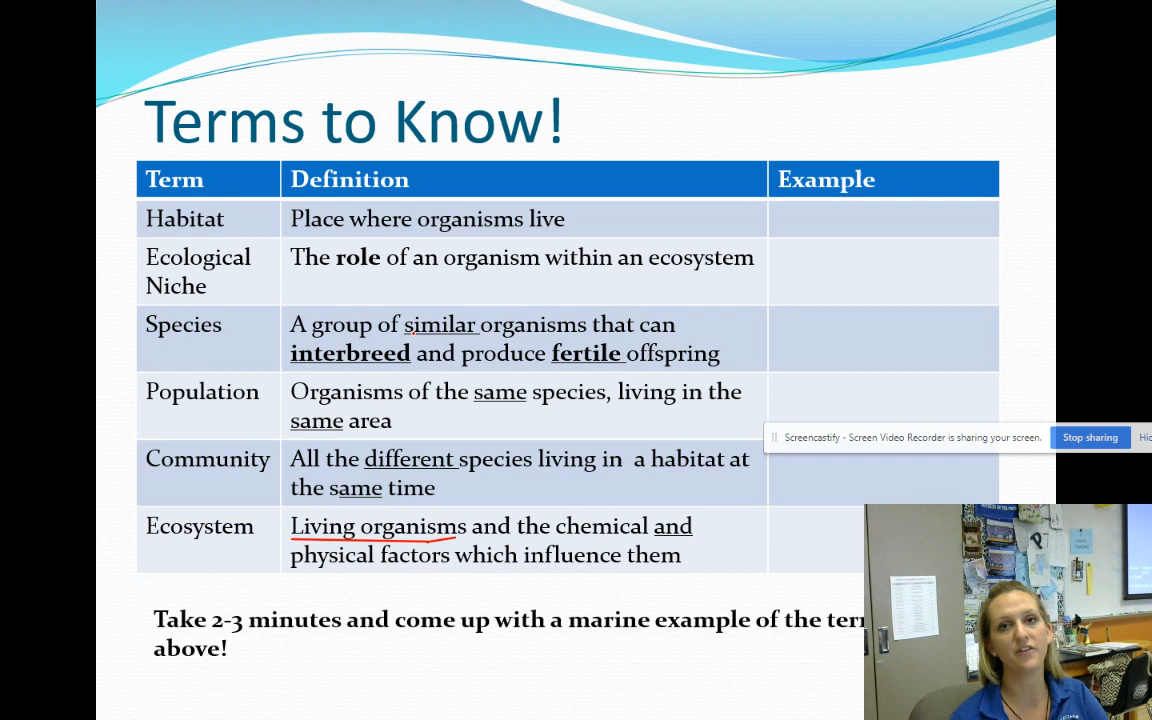 Terms to Know!
Term Definition Example
Habitat Place where organisms live
Ecological The role of an organism within an ecosystem
Niche
Species A group of similar organisms that can
interbreed and produce fertile offspring
Population Organisms of the same species, living in the
same area
Screencastify - Screen Video Recorder is sharing your screen. Stop sharing
Community All the different species living in a habitat at
the same time
Ecosystem Living organisms and the chemical and
physical factors which influence them
Take 2-3 minutes and come up with a marine example of the
above!